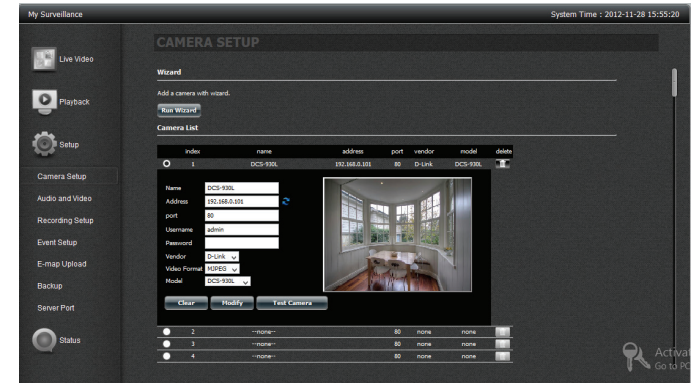 My Surveillance System Time : 2012-11-28 15:55:20
CAMERA SETUP
Live Video
Playback
Setup
Camera Setup
Audio and Video
Recording Setup
Event Setup
E-map Upload
Backup
Server Port
Status
Wizard
Add a camera with wizard.
Run Wizard
Camera List
index name address port vendor model delete
1 DCS-930L 192.168.0.101 80 D-Link DCS-930L
Name DCS-930L
Address 192.168.0.101
port 80
Username admin
Password
Vendor D-Link
Video Format MJPEG
Model DCS-930L
Clear Modify Test Camera
2 --none-- 80 none none
3 --none-- 80 none none
4 --none-- 80 none none
Activat
Go to PC